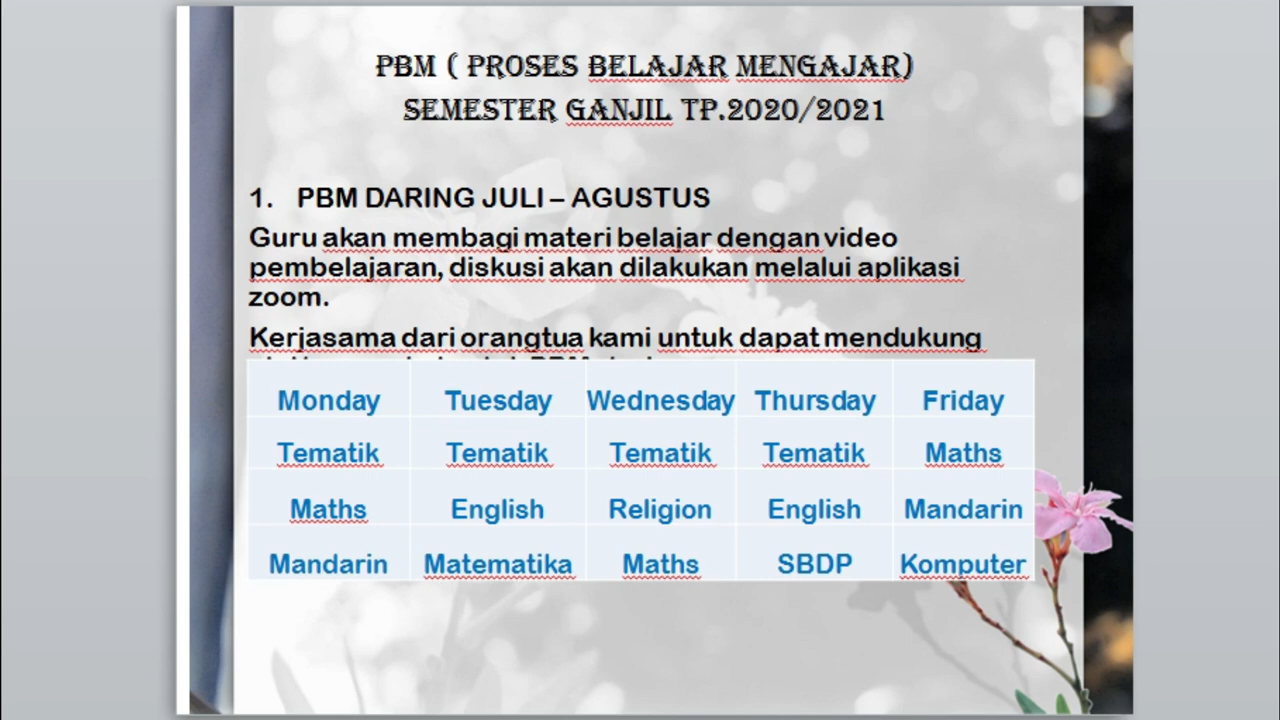 PBM ( PROSES BELAJAR MENGAJAR)
SEMESTER GANJIL TP.2020/2021
1. PBM DARING JULI – AGUSTUS
Guru akan membagi materi belajar dengan video
pembelajaran, diskusi akan dilakukan melalui aplikasi
zoom.
Kerjasama dari orangtua kami untuk dapat mendukung
Monday Tuesday Wednesday Thursday Friday
Tematik Tematik Tematik Tematik Maths
Maths English Religion English Mandarin
Mandarin Matematika Maths SBDP Komputer